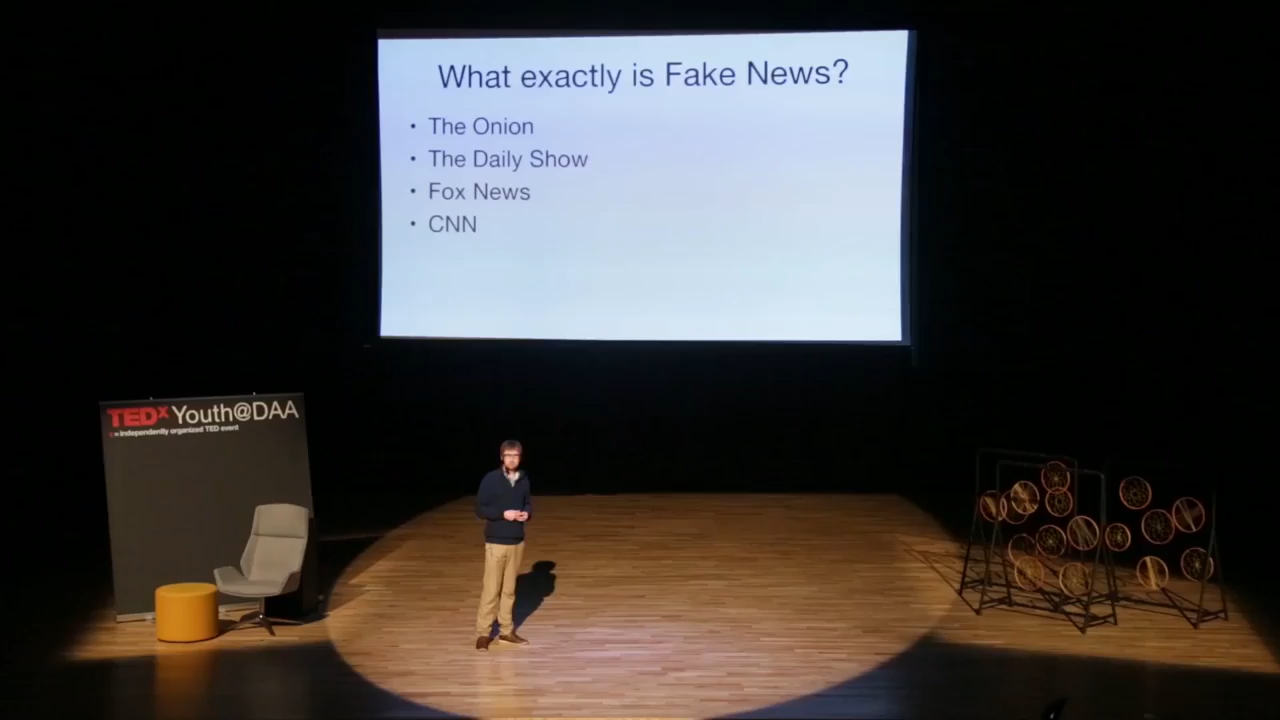 What exactly is Fake News?
• The Onion
• The Daily Show
• Fox News
• CNN
TEDx Youth@DAA
x = independently organized TED event